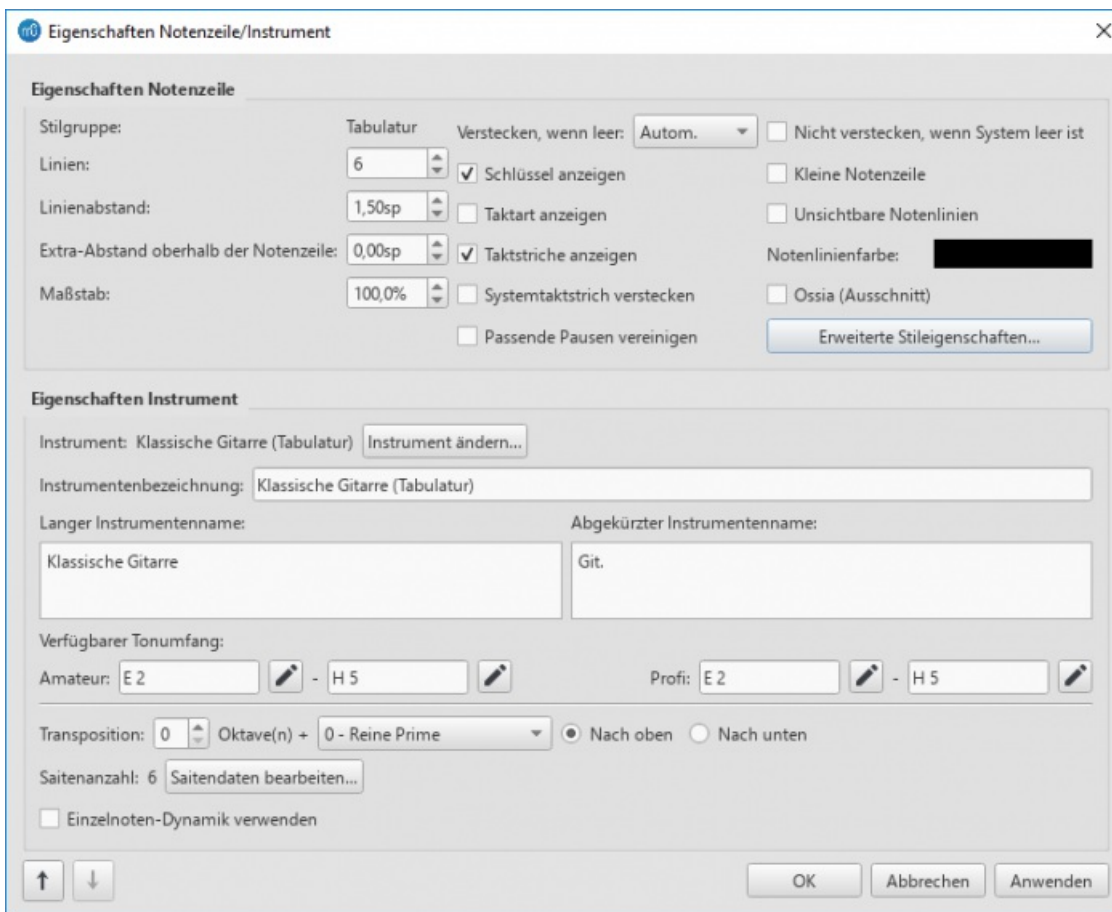 Eigenschaften Notenzeile/Instrument
Eigenschaften Notenzeile
Stilgruppe: Tabulatur Verstecken, wenn leer: Autom. Nicht verstecken, wenn System leer ist
Linien: 6 Schlüssel anzeigen Kleine Notenzeile
Linienabstand: 1,50sp Taktart anzeigen Unsichtbare Notenlinien
Extra-Abstand oberhalb der Notenzeile: 0,00sp Taktstriche anzeigen Notenlinienfarbe:
Maßstab: 100,0% Systemtaktstrich verstecken Ossia (Ausschnitt)
Passende Pausen vereinigen Erweiterte Stileigenschaften...
Eigenschaften Instrument
Instrument: Klassische Gitarre (Tabulatur) Instrument ändern...
Instrumentenbezeichnung: Klassische Gitarre (Tabulatur)
Langer Instrumentenname: Abgekürzter Instrumentenname:
Klassische Gitarre Git.
Verfügbarer Tonumfang:
Amateur: E 2 - H 5 Profi: E 2 - H 5
Transposition: 0 Oktave(n) + 0 - Reine Prime Nach oben Nach unten
Saitenanzahl: 6 Saitendaten bearbeiten...
Einzelnoten-Dynamik verwenden
OK Abbrechen Anwenden